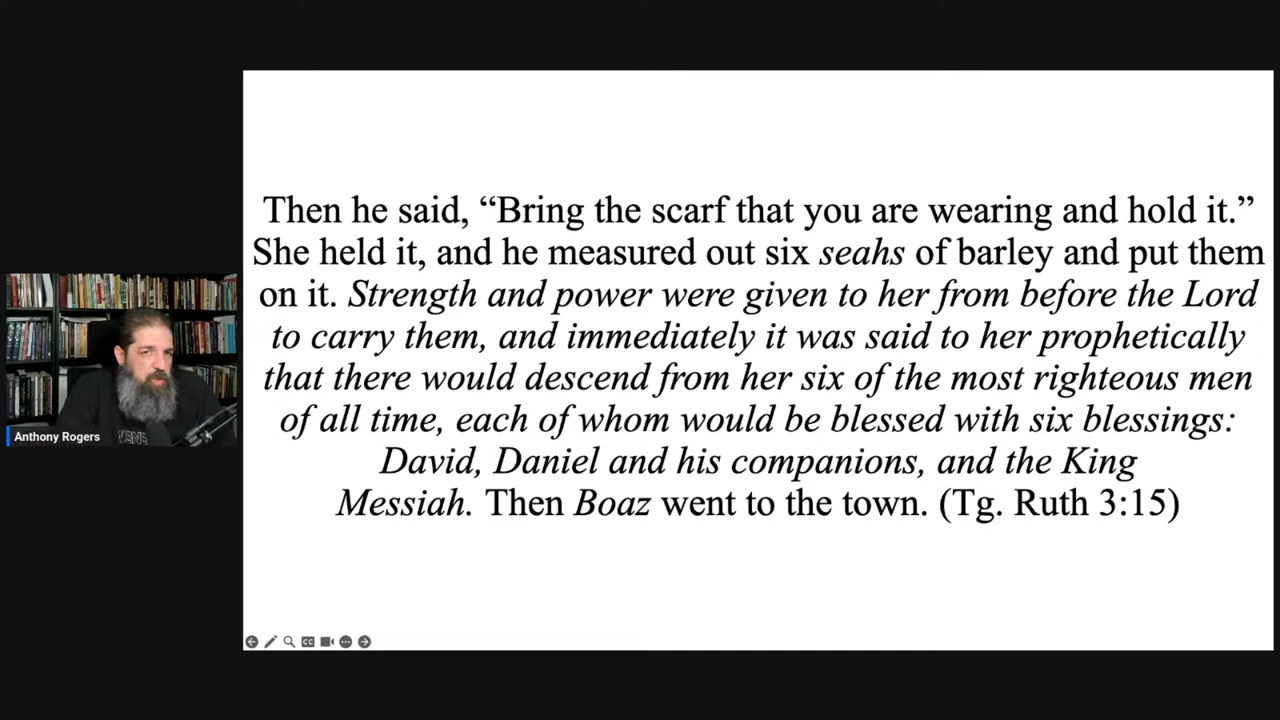 Then he said, “Bring the scarf that you are wearing and hold it.”
She held it, and he measured out six seahs of barley and put them
on it. Strength and power were given to her from before the Lord
to carry them, and immediately it was said to her prophetically
that there would descend from her six of the most righteous men
of all time, each of whom would be blessed with six blessings:
David, Daniel and his companions, and the King
Messiah. Then Boaz went to the town. (Tg. Ruth 3:15)
Anthony Rogers